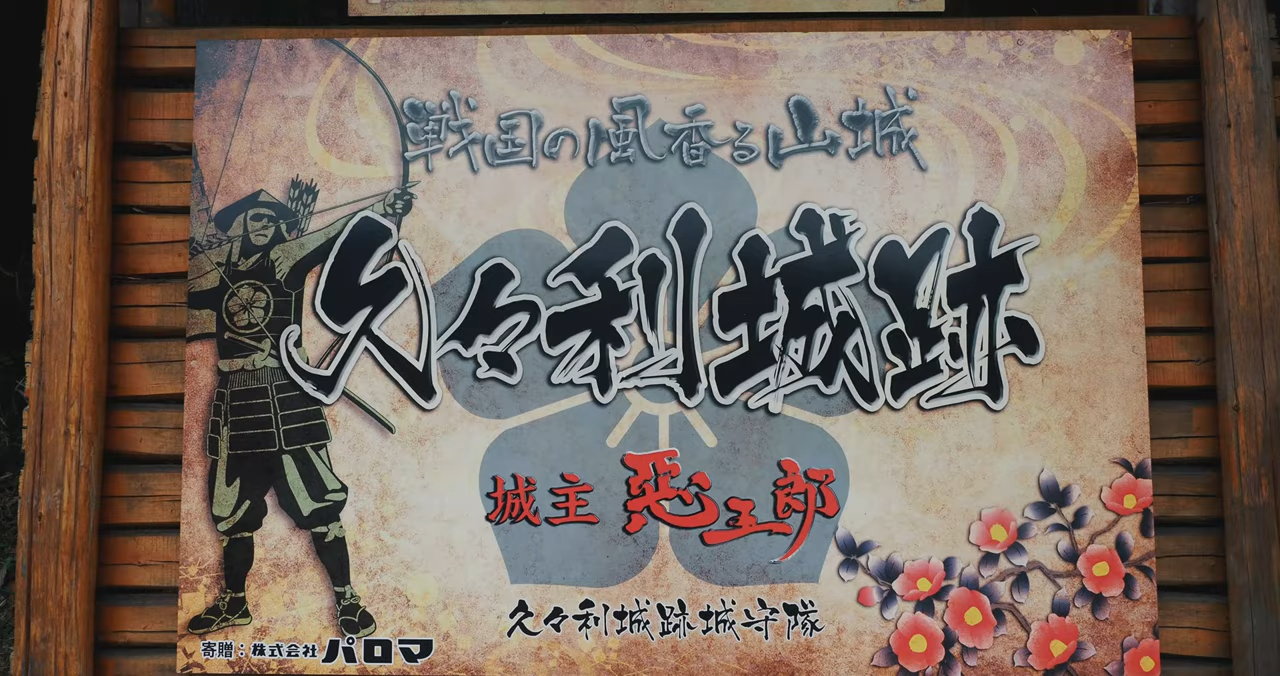 戦国の風香る山城
久々利城跡
城主 悪五郎
久々利城跡城守隊
寄贈：株式会社パロマ